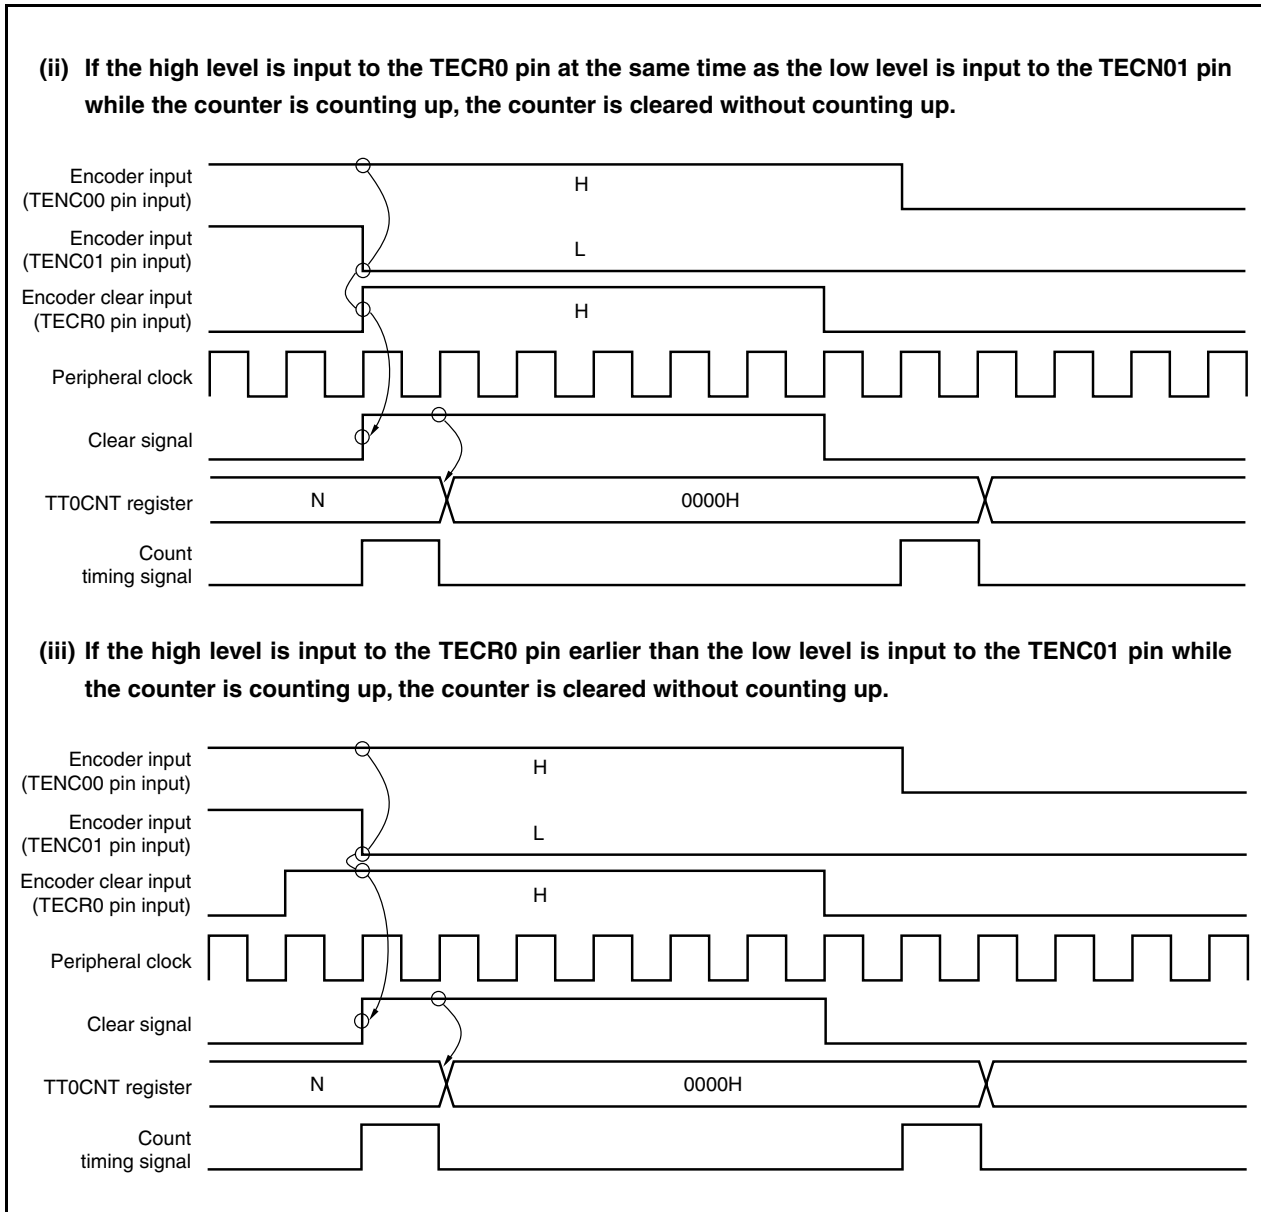 (ii) If the high level is input to the TECR0 pin at the same time as the low level is input to the TECN01 pin
while the counter is counting up, the counter is cleared without counting up.
Encoder input
(TENC00 pin input)
H
Encoder input
(TENC01 pin input)
L
Encoder clear input
(TECR0 pin input)
H
Peripheral clock
Clear signal
TT0CNT register
N
0000H
Count
timing signal
(iii) If the high level is input to the TECR0 pin earlier than the low level is input to the TENC01 pin while
the counter is counting up, the counter is cleared without counting up.
Encoder input
(TENC00 pin input)
H
Encoder input
(TENC01 pin input)
L
Encoder clear input
(TECR0 pin input)
H
Peripheral clock
Clear signal
TT0CNT register
N
0000H
Count
timing signal